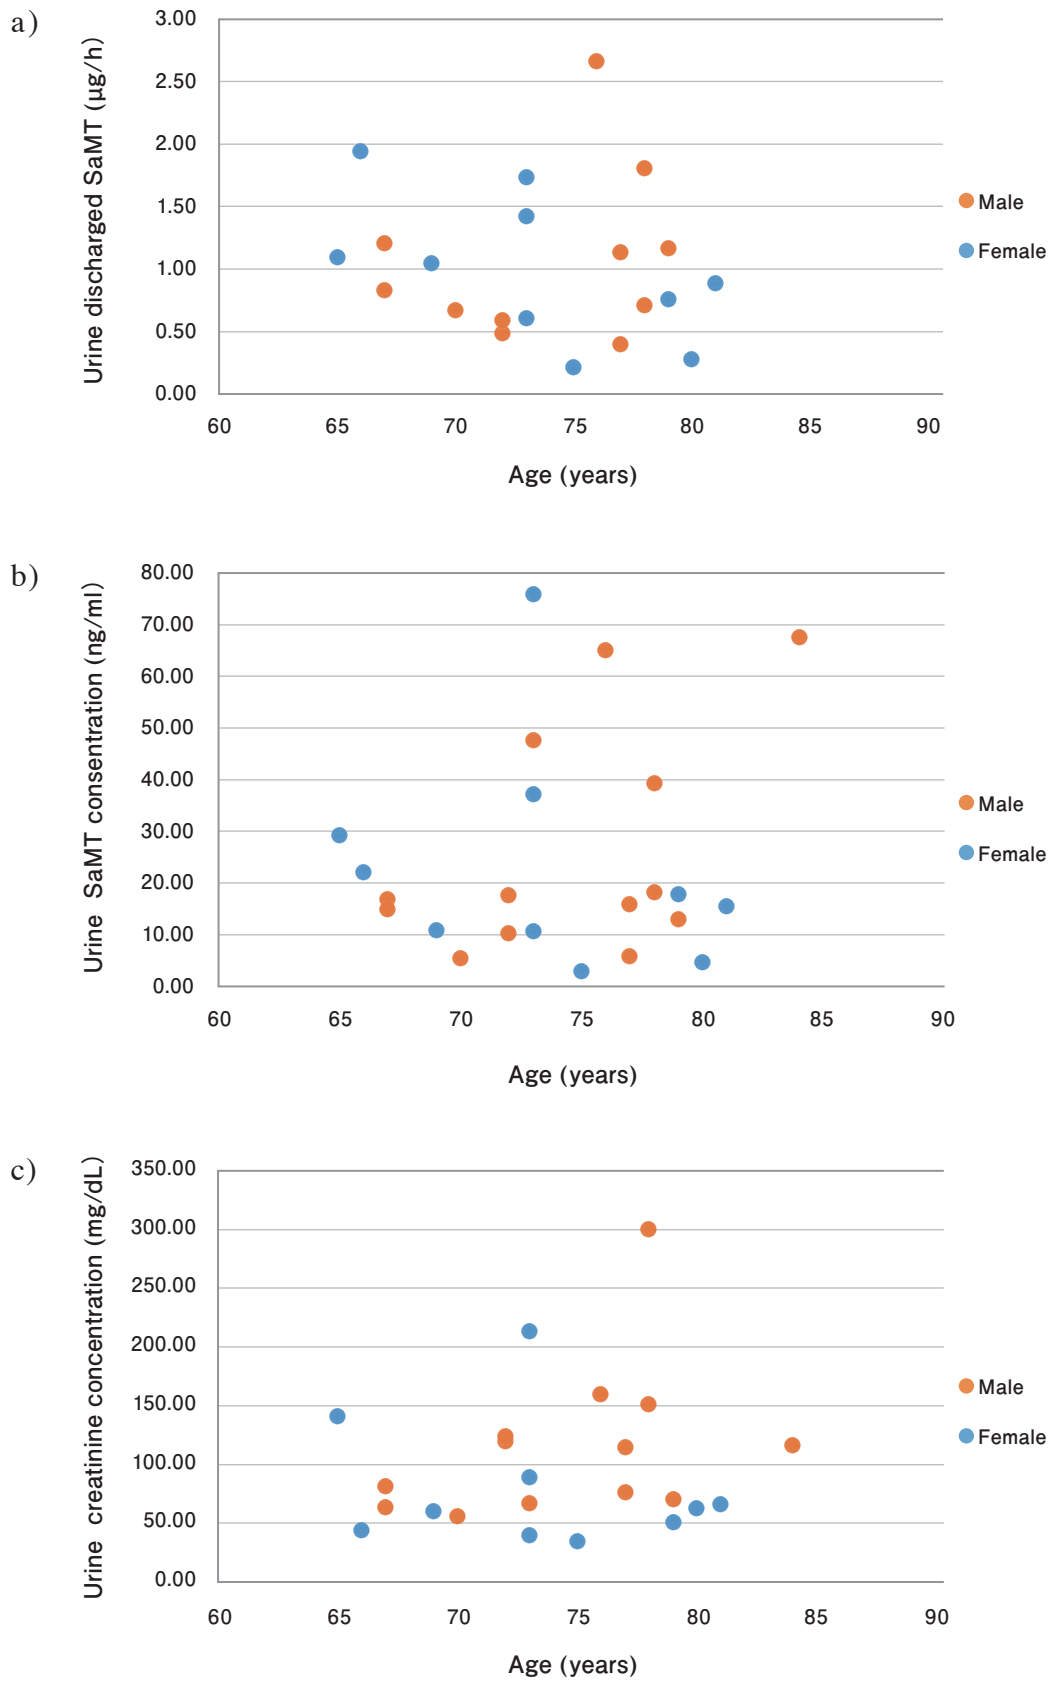 a)
Urine discharged SaMT (μg/h)
3.00
2.50
2.00
1.50
1.00
0.50
0.00
60 65 70 75 80 85 90
Age (years)
Male
Female
b)
Urine SaMT consentration (ng/ml)
80.00
70.00
60.00
50.00
40.00
30.00
20.00
10.00
0.00
60 65 70 75 80 85 90
Age (years)
Male
Female
c)
Urine creatinine concentration (mg/dL)
350.00
300.00
250.00
200.00
150.00
100.00
50.00
0.00
60 65 70 75 80 85 90
Age (years)
Male
Female